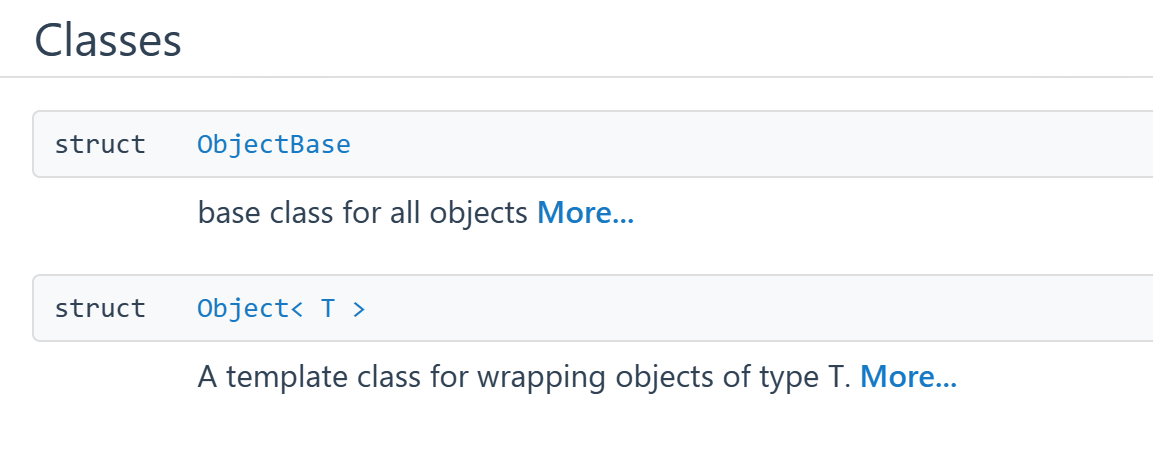 Classes
struct ObjectBase
base class for all objects More...
struct Object< T >
A template class for wrapping objects of type T. More...